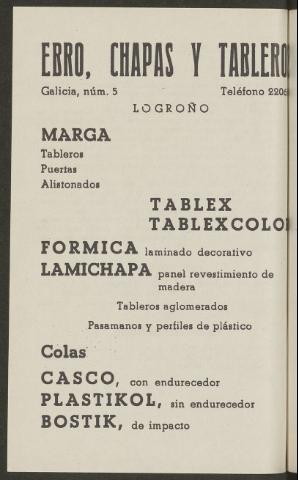 EBRO, CHAPAS Y TABLERO
Galicia, núm. 5 Teléfono 2206
LOGROÑO
MARGA
Tableros
Puertas
Alistonados
TABLEX
TABLEXCOLO
FORMICA laminado decorativo
LAMICHAPA panel revestimiento de
madera
Tableros aglomerados
Pasamanos y perfiles de plástico
Colas
CASCO, con endurecedor
PLASTIKOL, sin endurecedor
BOSTIK, de impacto